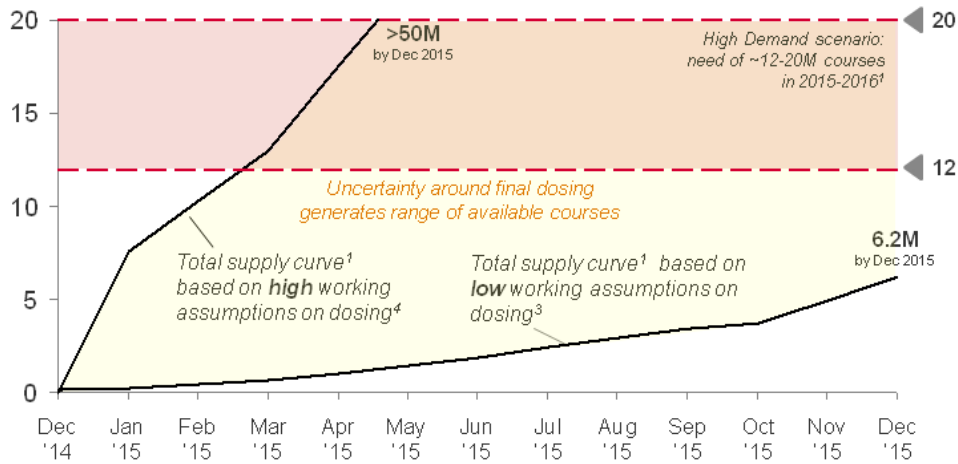 20
15
10
5
0
>50M
by Dec 2015
High Demand scenario:
need of ~12-20M courses
in 2015-2016¹
20
12
Uncertainty around final dosing
generates range of available courses
Total supply curve¹
based on high working
assumptions on dosing⁴
Total supply curve¹ based on
low working assumptions on
dosing³
6.2M
by Dec 2015
Dec '14
Jan '15
Feb '15
Mar '15
Apr '15
May '15
Jun '15
Jul '15
Aug '15
Sep '15
Oct '15
Nov '15
Dec '15